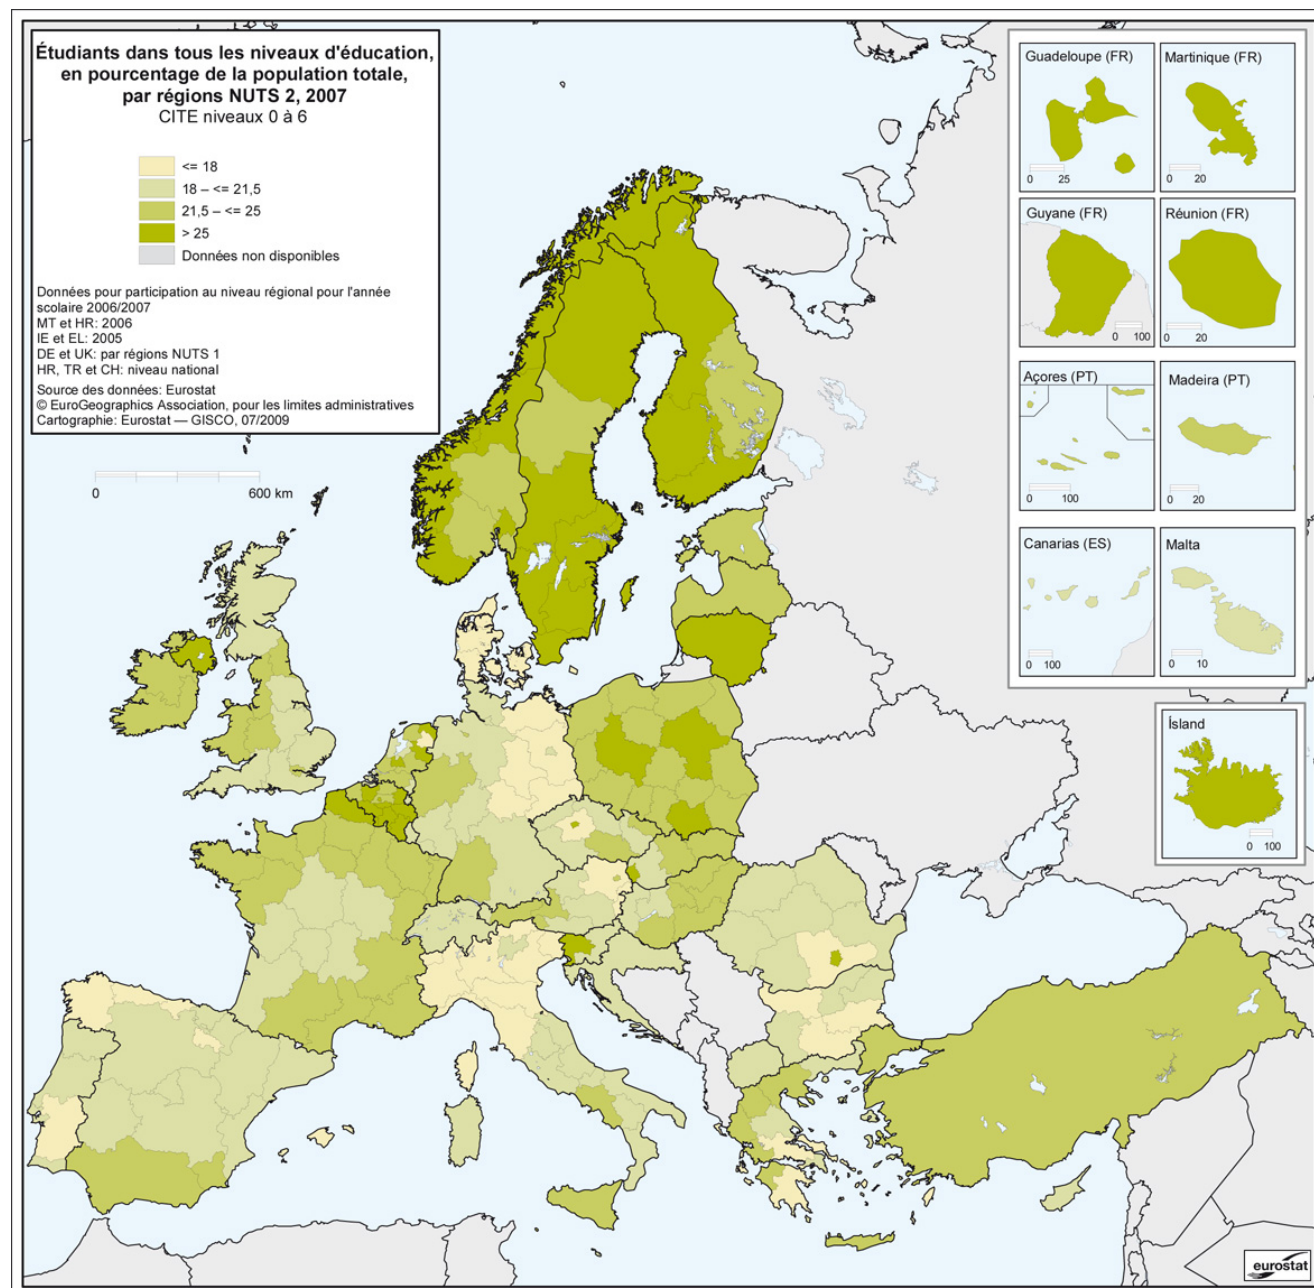 Étudiants dans tous les niveaux d'éducation,
en pourcentage de la population totale,
par régions NUTS 2, 2007
CITE niveaux 0 à 6
<= 18
18 – <= 21,5
21,5 – <= 25
> 25
Données non disponibles
Données pour participation au niveau régional pour l'année
scolaire 2006/2007
MT et HR: 2006
IE et EL: 2005
DE et UK: par régions NUTS 1
HR, TR et CH: niveau national
Source des données: Eurostat
© EuroGeographics Association, pour les limites administratives
Cartographie: Eurostat — GISCO, 07/2009
0 600 km
Guadeloupe (FR)
0 25
Martinique (FR)
0 20
Guyane (FR)
0 100
Réunion (FR)
0 20
Açores (PT)
0 100
Madeira (PT)
0 20
Canarias (ES)
0 100
Malta
0 10
Ísland
0 100
eurostat